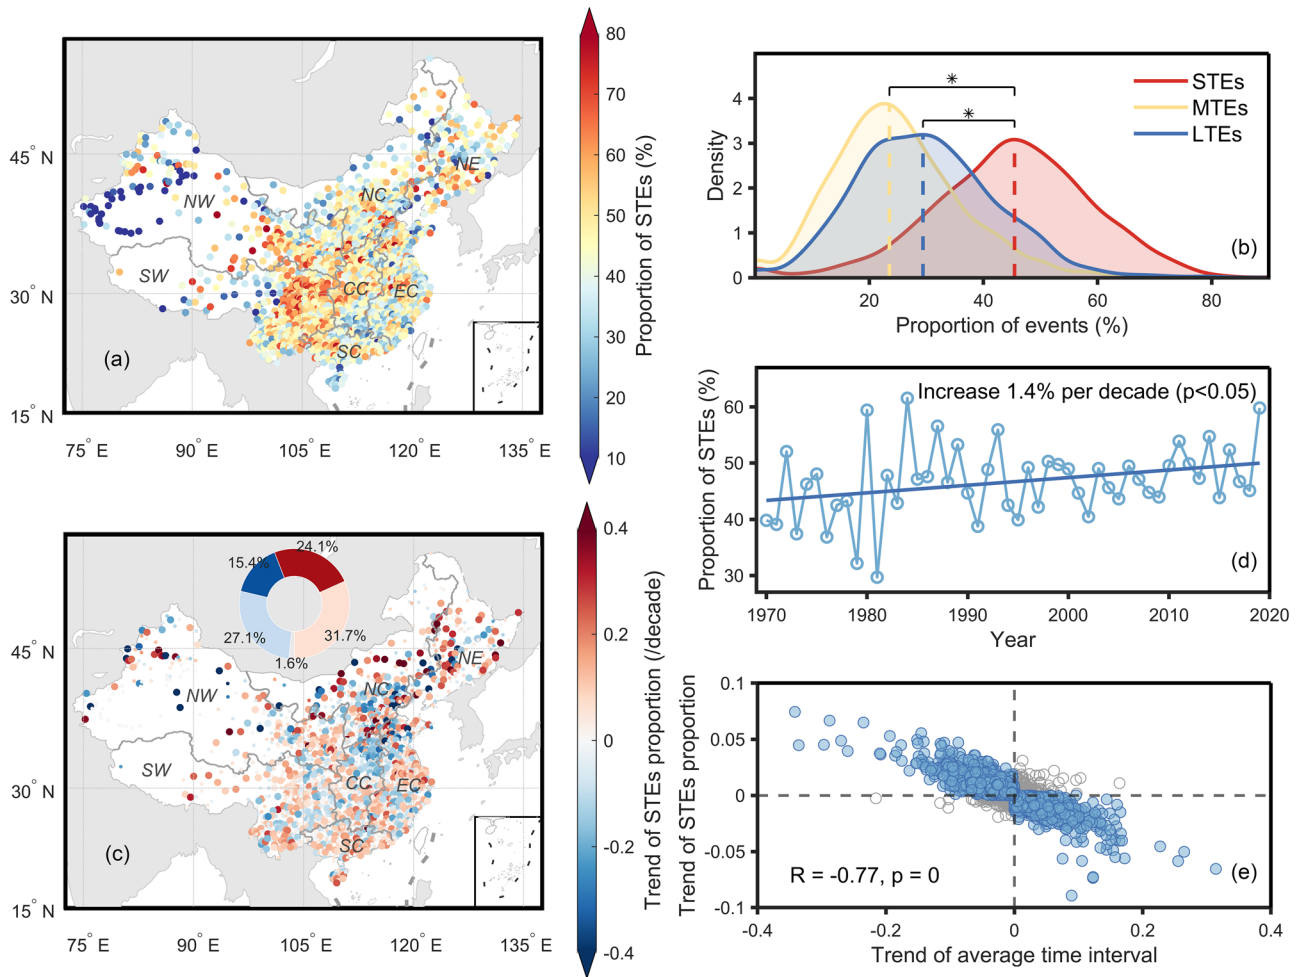 80
70
60
50
40
30
20
10
Proportion of STEs (%)
45° N
30° N
15° N
75° E
90° E
105° E
120° E
135° E
NE
NC
NW
SW
CC
EC
SC
(a)
STEs
MTEs
LTEs
*
*
Density
4
3
2
1
0
20
40
60
80
Proportion of events (%)
(b)
0.4
0.2
0
-0.2
-0.4
Trend of STEs proportion (/decade)
24.1%
15.4%
27.1%
31.7%
1.6%
45° N
30° N
15° N
75° E
90° E
105° E
120° E
135° E
NE
NC
NW
SW
CC
EC
SC
(c)
Increase 1.4% per decade (p<0.05)
Proportion of STEs (%)
60
50
40
30
1970
1980
1990
2000
2010
2020
Year
(d)
Trend of STEs proportion
0.1
0.05
0
-0.05
-0.1
-0.4
-0.2
0
0.2
0.4
R = -0.77, p = 0
(e)
Trend of average time interval